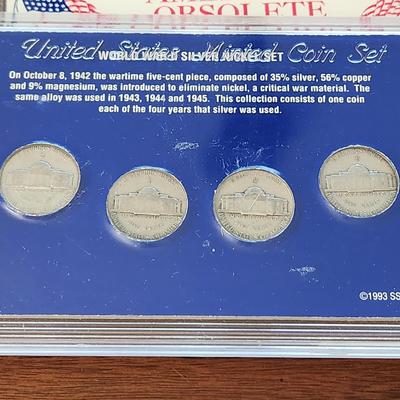 OBSOLETE
United States Minted Coin Set
WORLD WAR II SILVER NICKEL SET
On October 8, 1942 the wartime five-cent piece, composed of 35% silver, 56% copper
and 9% magnesium, was introduced to eliminate nickel, a critical war material. The
same alloy was used in 1943, 1944 and 1945. This collection consists of one coin
each of the four years that silver was used.
©1993 SS